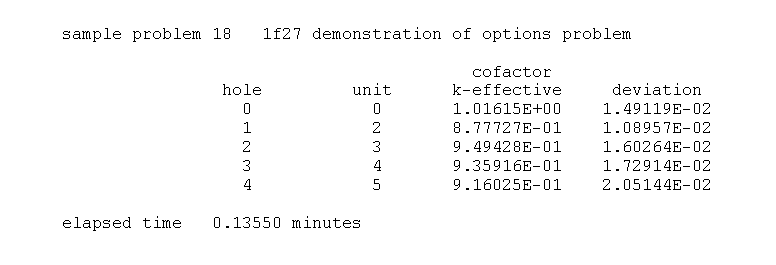 sample problem 18   1f27 demonstration of options problem
cofactor
hole   unit   k-effective   deviation
0   0   1.01615E+00   1.49119E-02
1   2   8.77727E-01   1.08957E-02
2   3   9.49428E-01   1.60264E-02
3   4   9.35916E-01   1.72914E-02
4   5   9.16025E-01   2.05144E-02
elapsed time   0.13550 minutes